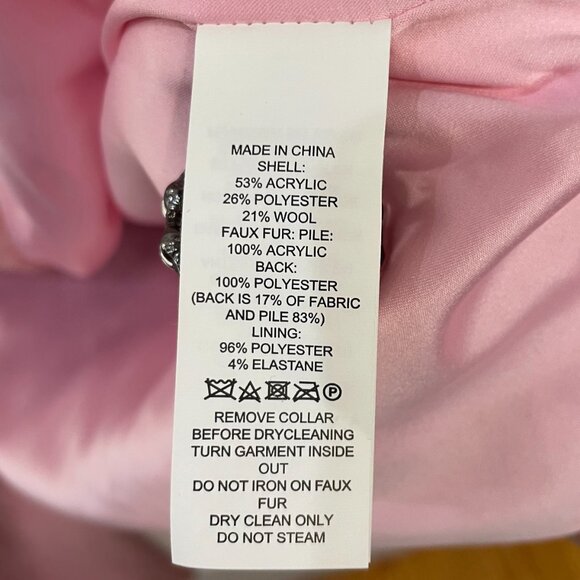 MADE IN CHINA
SHELL:
53% ACRYLIC
26% POLYESTER
21% WOOL
FAUX FUR: PILE:
100% ACRYLIC
BACK:
100% POLYESTER
(BACK IS 17% OF FABRIC
AND PILE 83%)
LINING:
96% POLYESTER
4% ELASTANE
P
REMOVE COLLAR
BEFORE DRYCLEANING
TURN GARMENT INSIDE
OUT
DO NOT IRON ON FAUX
FUR
DRY CLEAN ONLY
DO NOT STEAM